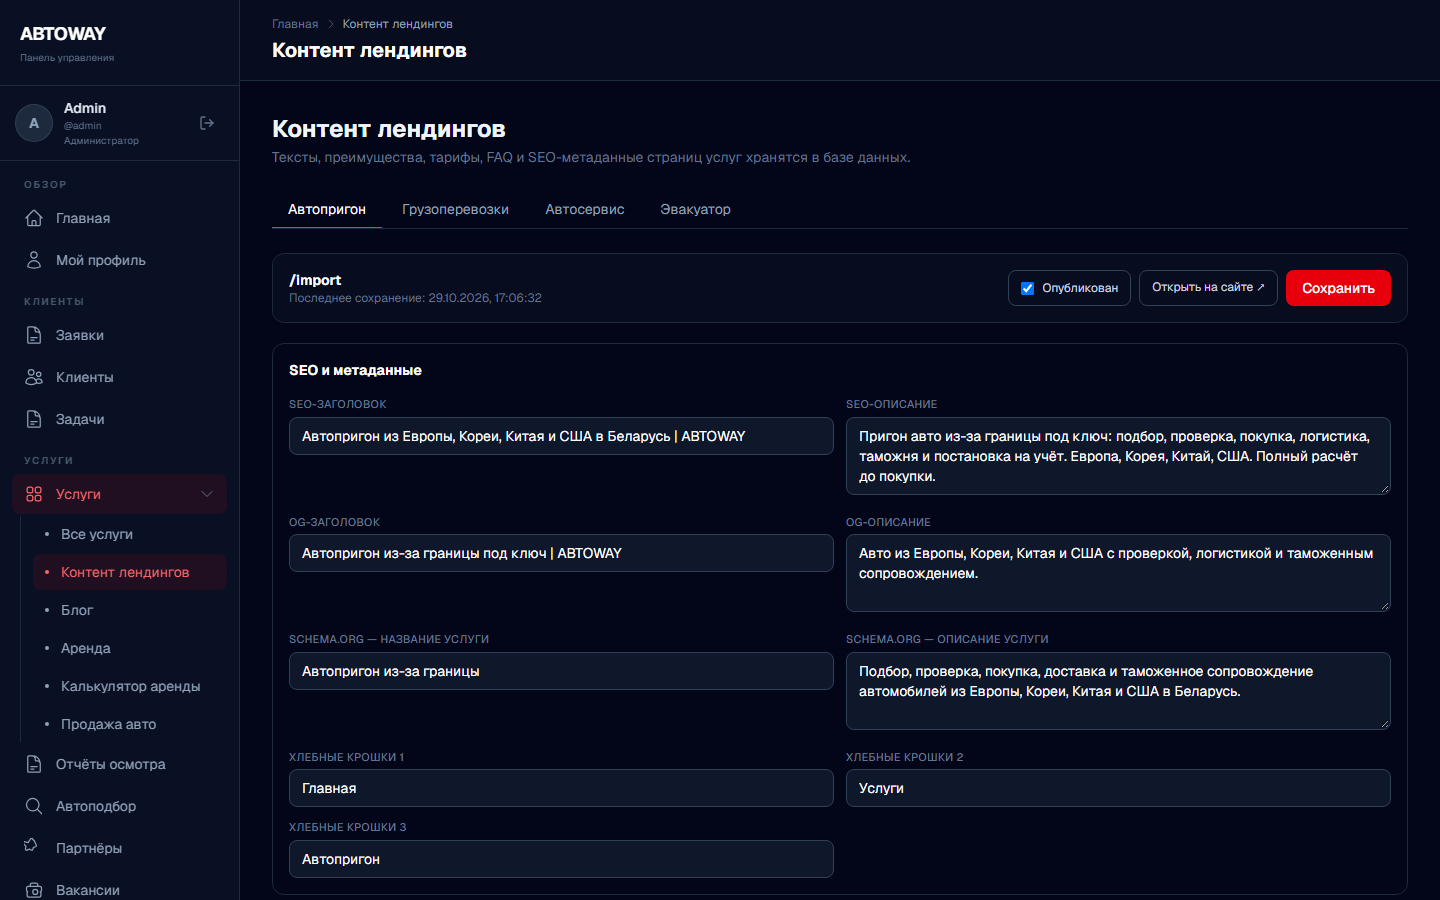 АВТОWAY
Панель управления
A
Admin
@admin
Администратор
ОБЗОР
Главная
Мой профиль
КЛИЕНТЫ
Заявки
Клиенты
Задачи
УСЛУГИ
Услуги
Все услуги
Контент лендингов
Блог
Аренда
Калькулятор аренды
Продажа авто
Отчёты осмотра
Автоподбор
Партнёры
Вакансии
Главная > Контент лендингов
Контент лендингов
Контент лендингов
Тексты, преимущества, тарифы, FAQ и SEO-метаданные страниц услуг хранятся в базе данных.
Автопригон Грузоперевозки Автосервис Эвакуатор
/import
Последнее сохранение: 29.10.2026, 17:06:32
Опубликован
Открыть на сайте ↗
Сохранить
SEO и метаданные
SEO-ЗАГОЛОВОК
Автопригон из Европы, Кореи, Китая и США в Беларусь | АВТОWAY
SEO-ОПИСАНИЕ
Пригон авто из-за границы под ключ: подбор, проверка, покупка, логистика,
таможня и постановка на учёт. Европа, Корея, Китай, США. Полный расчёт
до покупки.
OG-ЗАГОЛОВОК
Автопригон из-за границы под ключ | АВТОWAY
OG-ОПИСАНИЕ
Авто из Европы, Кореи, Китая и США с проверкой, логистикой и таможенным
сопровождением.
SCHEMA.ORG — НАЗВАНИЕ УСЛУГИ
Автопригон из-за границы
SCHEMA.ORG — ОПИСАНИЕ УСЛУГИ
Подбор, проверка, покупка, доставка и таможенное сопровождение
автомобилей из Европы, Кореи, Китая и США в Беларусь.
ХЛЕБНЫЕ КРОШКИ 1
Главная
ХЛЕБНЫЕ КРОШКИ 2
Услуги
ХЛЕБНЫЕ КРОШКИ 3
Автопригон